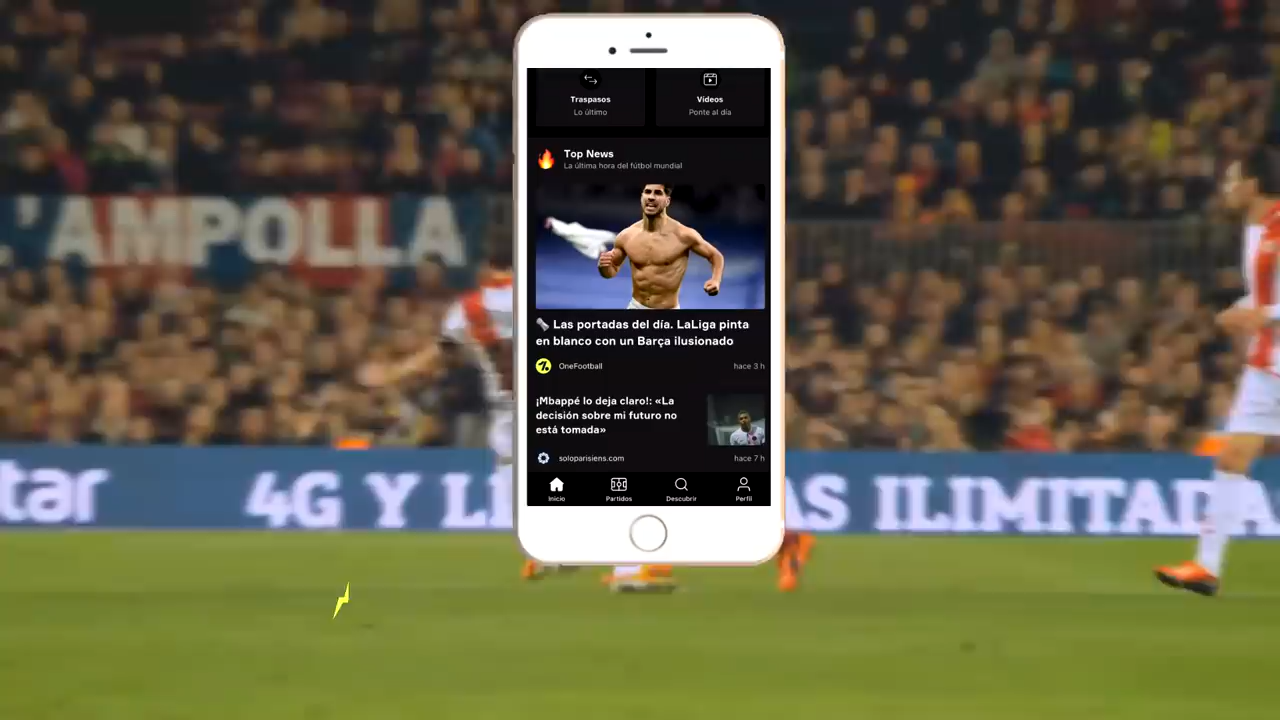 Traspasos
Lo último
Vídeos
Ponte al día
Top News
La última hora del fútbol mundial
🗞️ Las portadas del día. LaLiga pinta
en blanco con un Barça ilusionado
OneFootball
hace 3 h
¡Mbappé lo deja claro!: «La
decisión sobre mi futuro no
está tomada»
soloparisiens.com
hace 7 h
Inicio
Partidos
Descubrir
Perfil
L'AMPOLLA
tar
4G Y LL
AS ILIMITADA